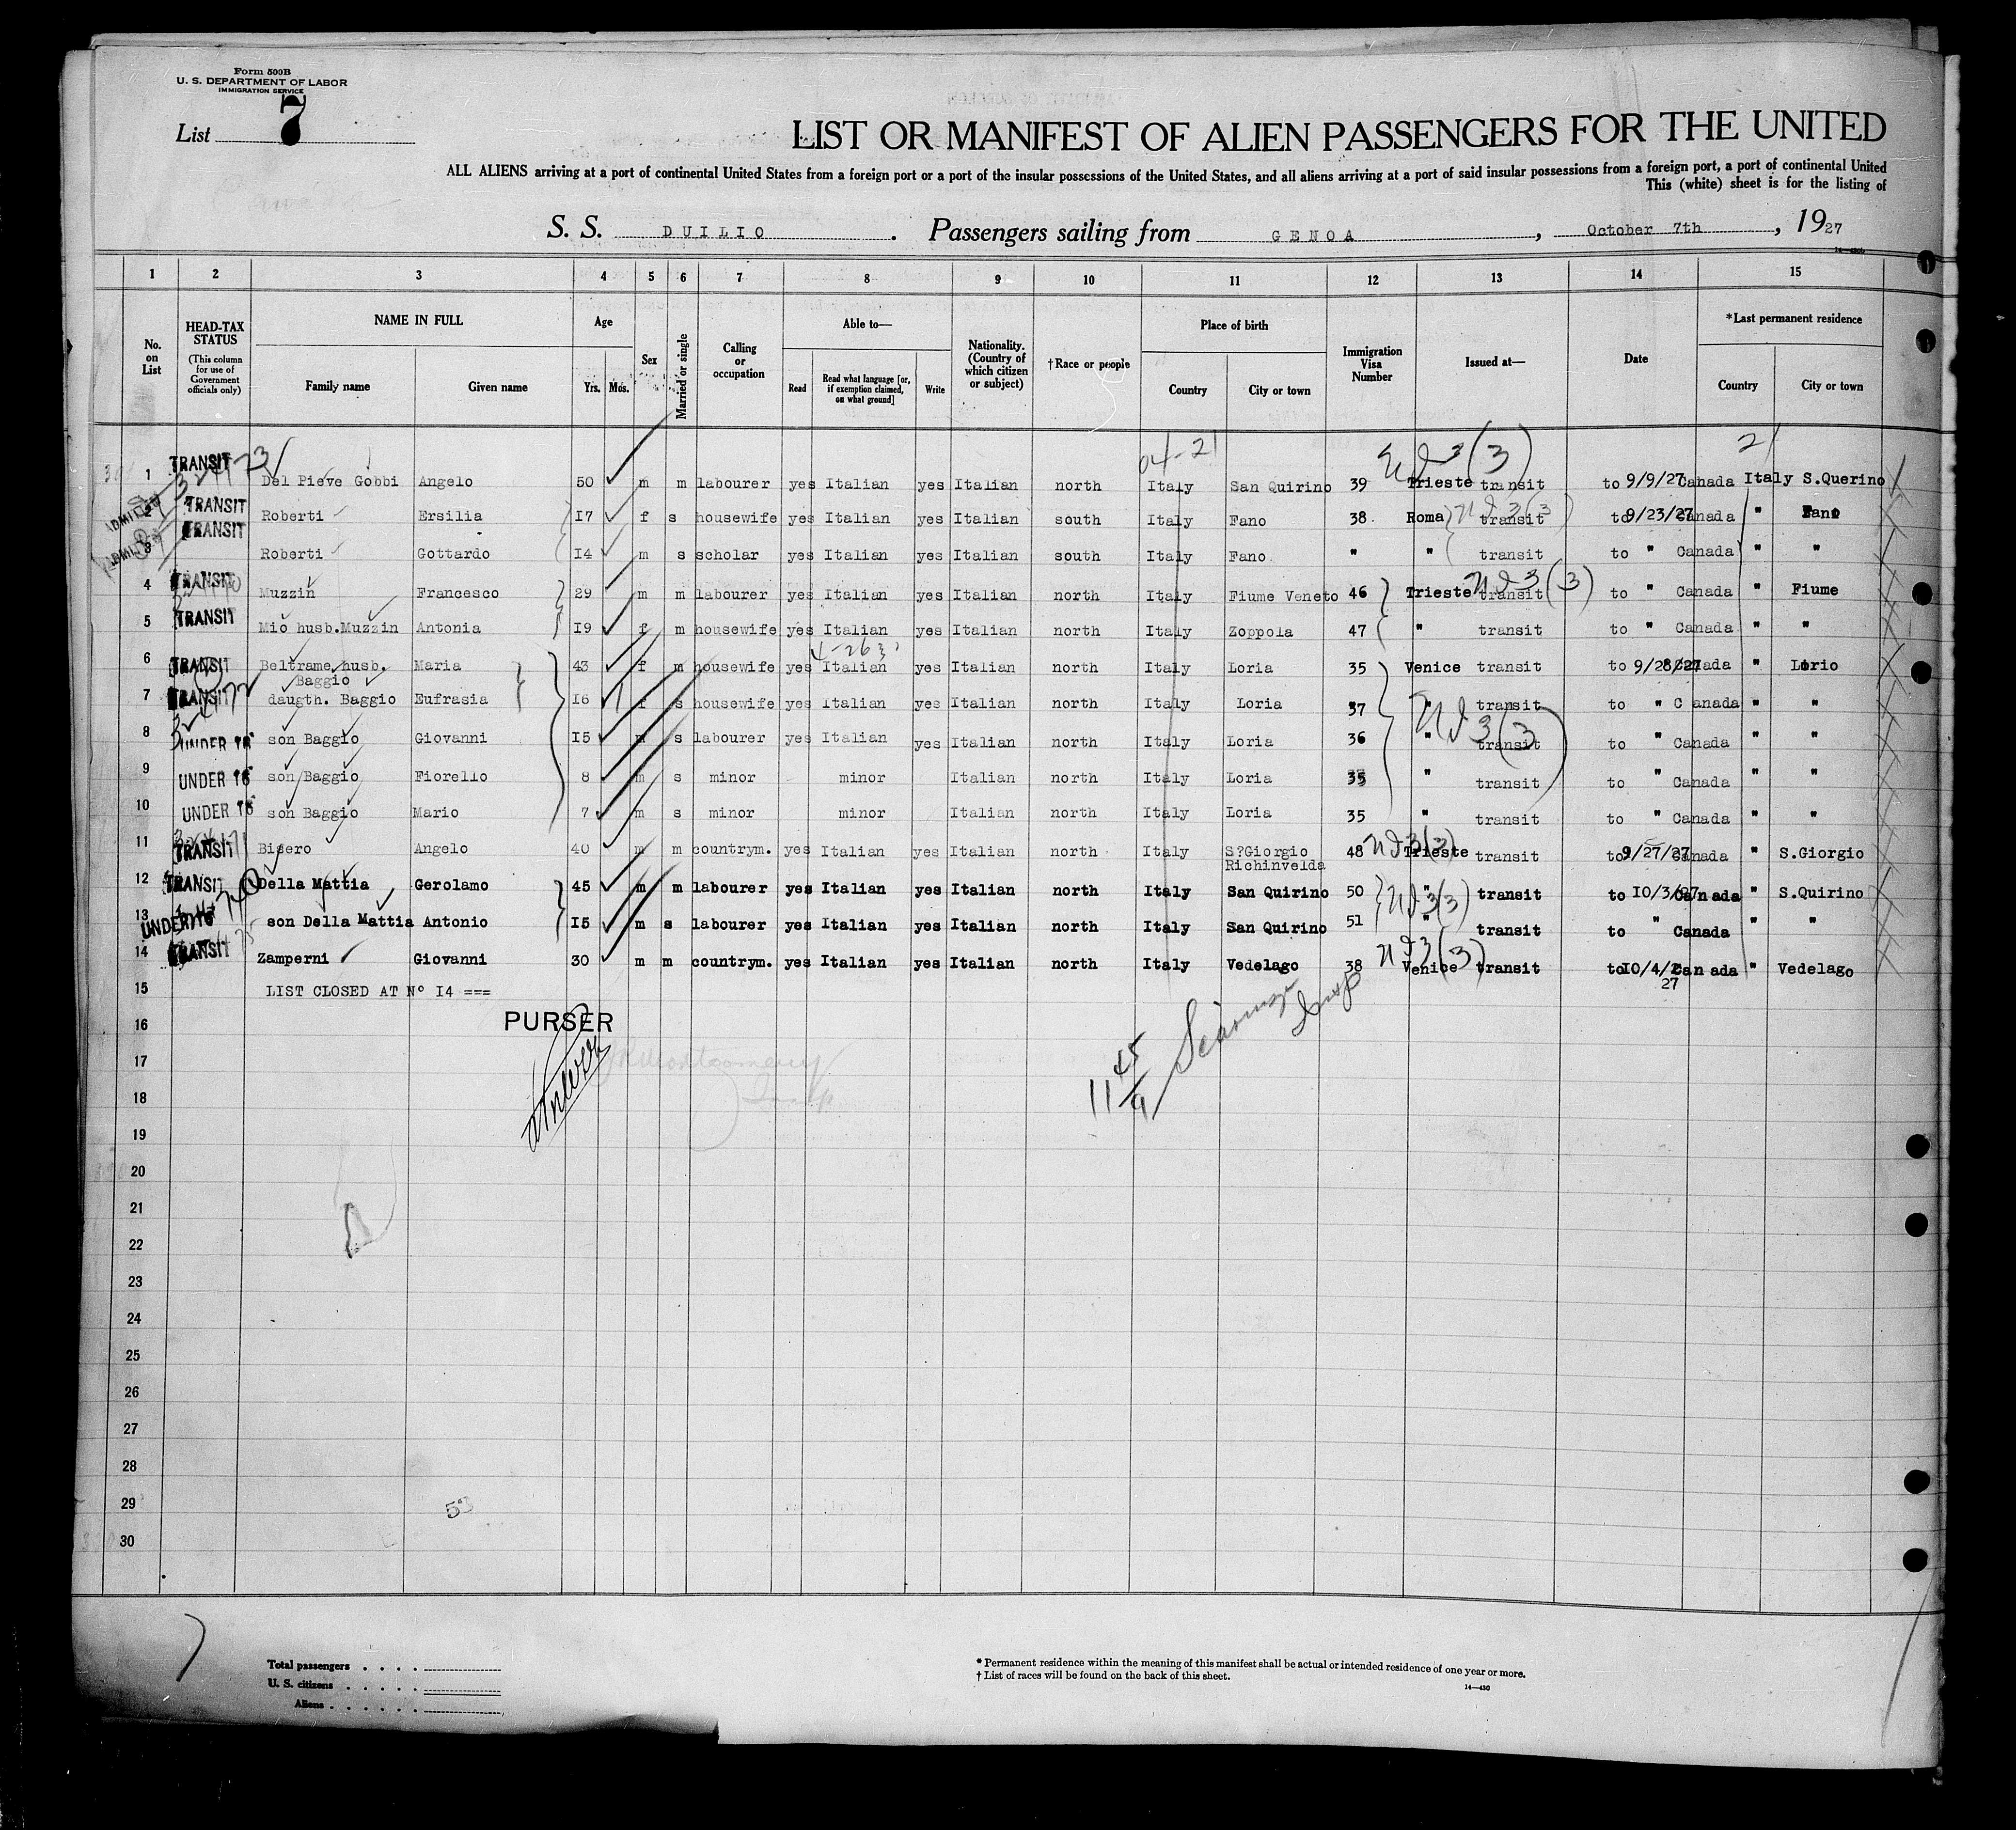 Form 500B
U. S. DEPARTMENT OF LABOR
IMMIGRATION SERVICE
List 7
LIST OR MANIFEST OF ALIEN PASSENGERS FOR THE UNITED
ALL ALIENS arriving at a port of continental United States from a foreign port or a port of the insular possessions of the United States, and all aliens arriving at a port of said insular possessions from a foreign port, a port of continental United
This (white) sheet is for the listing of
S. S. DUILIO. Passengers sailing from GENOA, October 7th, 1927
1 2 3 4 5 6 7 8 9 10 11 12 13 14 15
No. on List
HEAD-TAX STATUS (This column for use of Government officials only)
NAME IN FULL Family name Given name
Age Yrs. Mos.
Sex
Married or single
Calling or occupation
Able to— Read Read what language [or, if exemption claimed, on what ground] Write
Nationality. (Country of which citizen or subject)
†Race or people
Place of birth Country City or town
Immigration Visa Number
Issued at—
Date
*Last permanent residence Country City or town
04-21 21
1 TRANSIT Del Pieve Gobbi Angelo 50 m m labourer yes Italian yes Italian north Italy San Quirino 39 Trieste transit to 9/9/27 Canada Italy S.Querino
2 TRANSIT Roberti Ersilia 17 f s housewife yes Italian yes Italian south Italy Fano 38 Roma transit to 9/23/27 Canada " Fano
TRANSIT Roberti Gottardo 14 m s scholar yes Italian yes Italian south Italy Fano " " transit to " Canada " "
4 TRANSIT Muzzin Francesco 29 m m labourer yes Italian yes Italian north Italy Fiume Veneto 46 Trieste transit to " Canada " Fiume
5 TRANSIT Mió husb.Muzzin Antonia 19 f m housewife yes Italian yes Italian north Italy Zoppola 47 " transit to " Canada " "
6 TRANSIT Beltrame husb. Baggio Maria 43 f m housewife yes Italian yes Italian north Italy Loria 35 Venice transit to 9/28/27 Canada " Lorio
7 TRANSIT daugth. Baggio Eufrasia 16 f s housewife yes Italian yes Italian north Italy Loria 37 " transit to " Canada " "
8 UNDER 16 son Baggio Giovanni 15 m s labourer yes Italian yes Italian north Italy Loria 36 " transit to " Canada " "
9 UNDER 16 son Baggio Fiorello 8 m s minor minor Italian north Italy Loria 35 " transit to " Canada " "
10 UNDER 16 son Baggio Mario 7 m s minor minor Italian north Italy Loria 35 " transit to " Canada " "
11 TRANSIT Bisero Angelo 40 m m countrym. yes Italian yes Italian north Italy S?Giorgio Richinvelda 48 Trieste transit to 9/27/27 Canada " S.Giorgio
12 TRANSIT Della Mattia Gerolamo 45 m m labourer yes Italian yes Italian north Italy San Quirino 50 " transit to 10/3/27 Canada " S.Quirino
13 UNDER 16 son Della Mattia Antonio 15 m s labourer yes Italian yes Italian north Italy San Quirino 51 " transit to " Canada " "
14 TRANSIT Zamperni Giovanni 30 m m countrym. yes Italian yes Italian north Italy Vedelago 38 Venice transit to 10/4/27 Canada " Vedelago
15 LIST CLOSED AT N° 14 ===
16 PURSER
17
18
19
20
21
22
23
24
25
26
27
28
29
30
Total passengers . . . .
U. S. citizens . . . . .
Aliens . . . . . .
* Permanent residence within the meaning of this manifest shall be actual or intended residence of one year or more.
† List of races will be found on the back of this sheet.
14—430